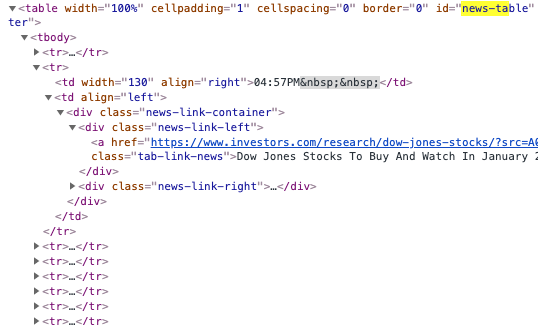 ▼<table width="100%" cellpadding="1" cellspacing="0" border="0" id="news-table"
ter">
▼<tbody>
▶<tr>…</tr>
▼<tr>
<td width="130" align="right">04:57PM&nbsp;&nbsp;</td>
▼<td align="left">
▼<div class="news-link-container">
▼<div class="news-link-left">
<a href="https://www.investors.com/research/dow-jones-stocks/?src=A0
class="tab-link-news">Dow Jones Stocks To Buy And Watch In January 2
</div>
▶<div class="news-link-right">…</div>
</div>
</td>
</tr>
▶<tr>…</tr>
▶<tr>…</tr>
▶<tr>…</tr>
▶<tr>…</tr>
▶<tr>…</tr>
▶<tr>…</tr>